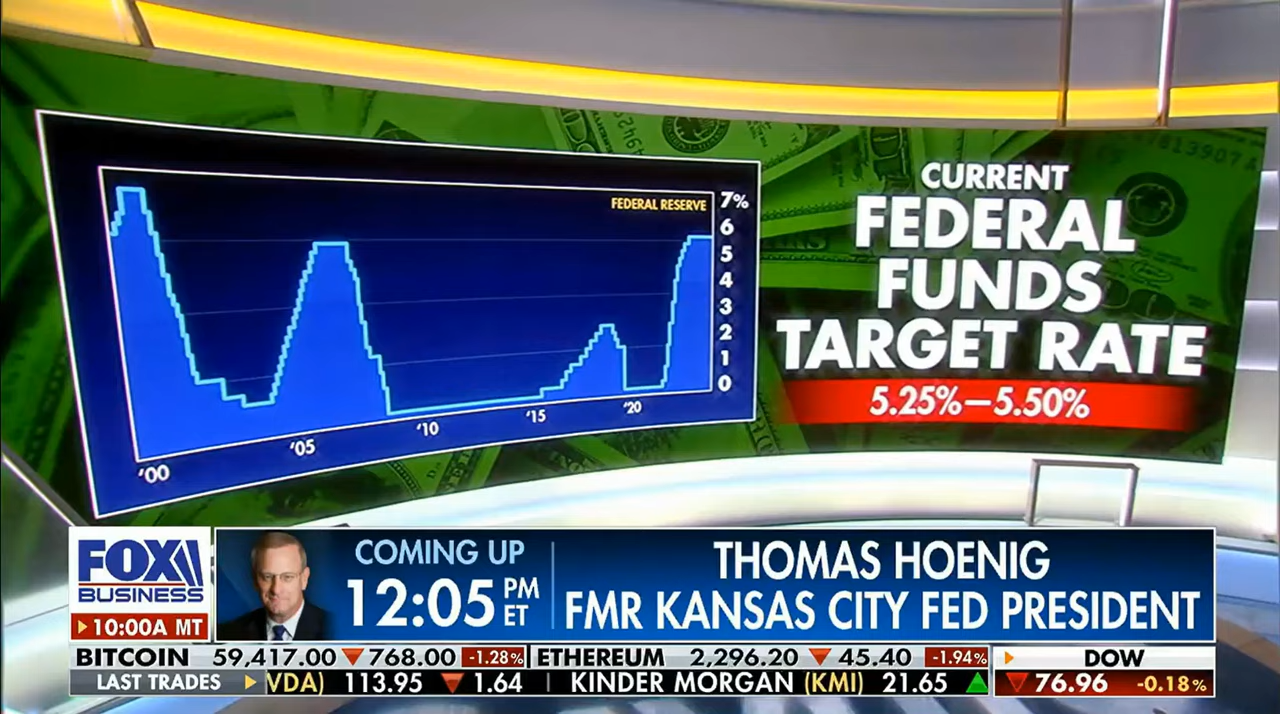 FEDERAL RESERVE
7%
6
5
4
3
2
1
0
'00
'05
'10
'15
'20
CURRENT
FEDERAL
FUNDS
TARGET RATE
5.25%–5.50%
FOX
BUSINESS
10:00A MT
COMING UP
12:05 PM ET
THOMAS HOENIG
FMR KANSAS CITY FED PRESIDENT
BITCOIN 59,417.00 ▼ 768.00 -1.28% ETHEREUM 2,296.20 ▼ 45.40 -1.94% DOW
LAST TRADES VDA) 113.95 ▼ 1.64 KINDER MORGAN (KMI) 21.65 ▲ ▼ 76.96 -0.18%